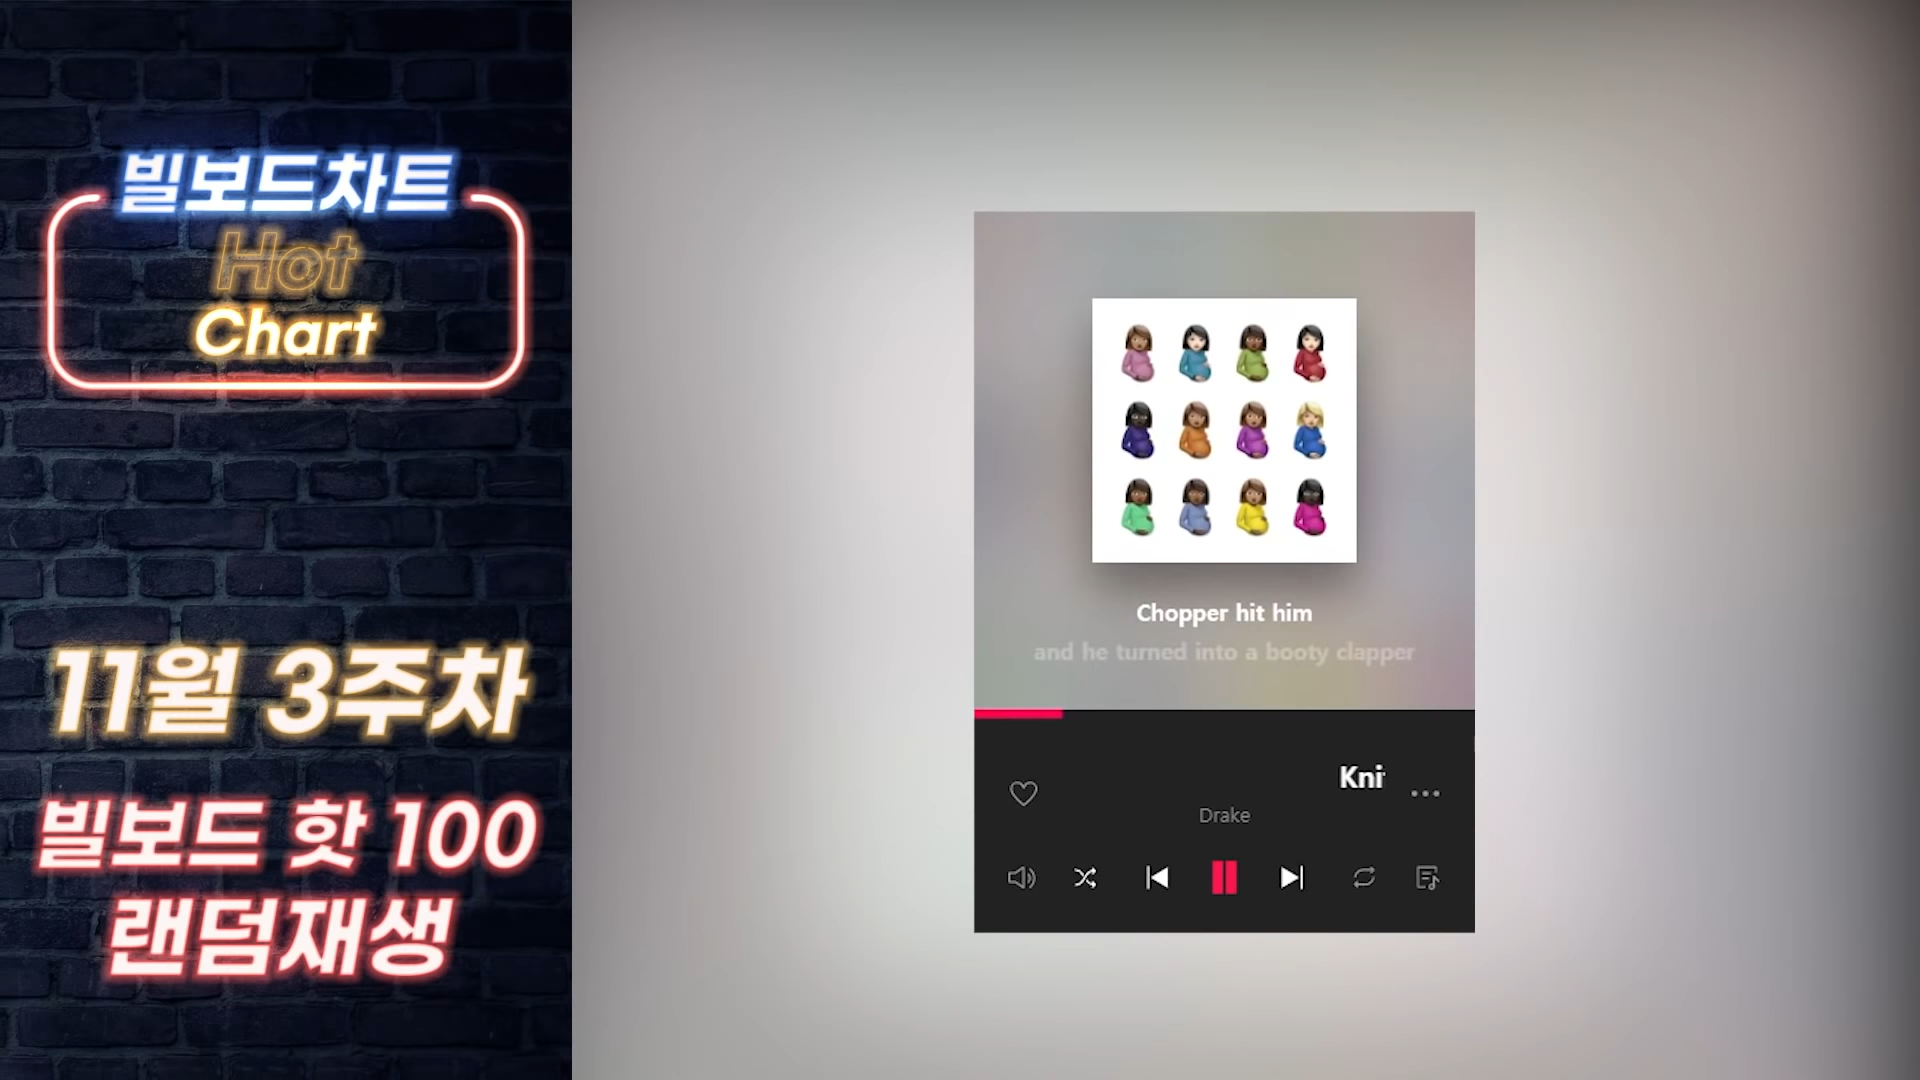 빌보드차트
Hot
Chart
11월 3주차
빌보드 핫 100
랜덤재생
Chopper hit him
and he turned into a booty clapper
Kni
Drake